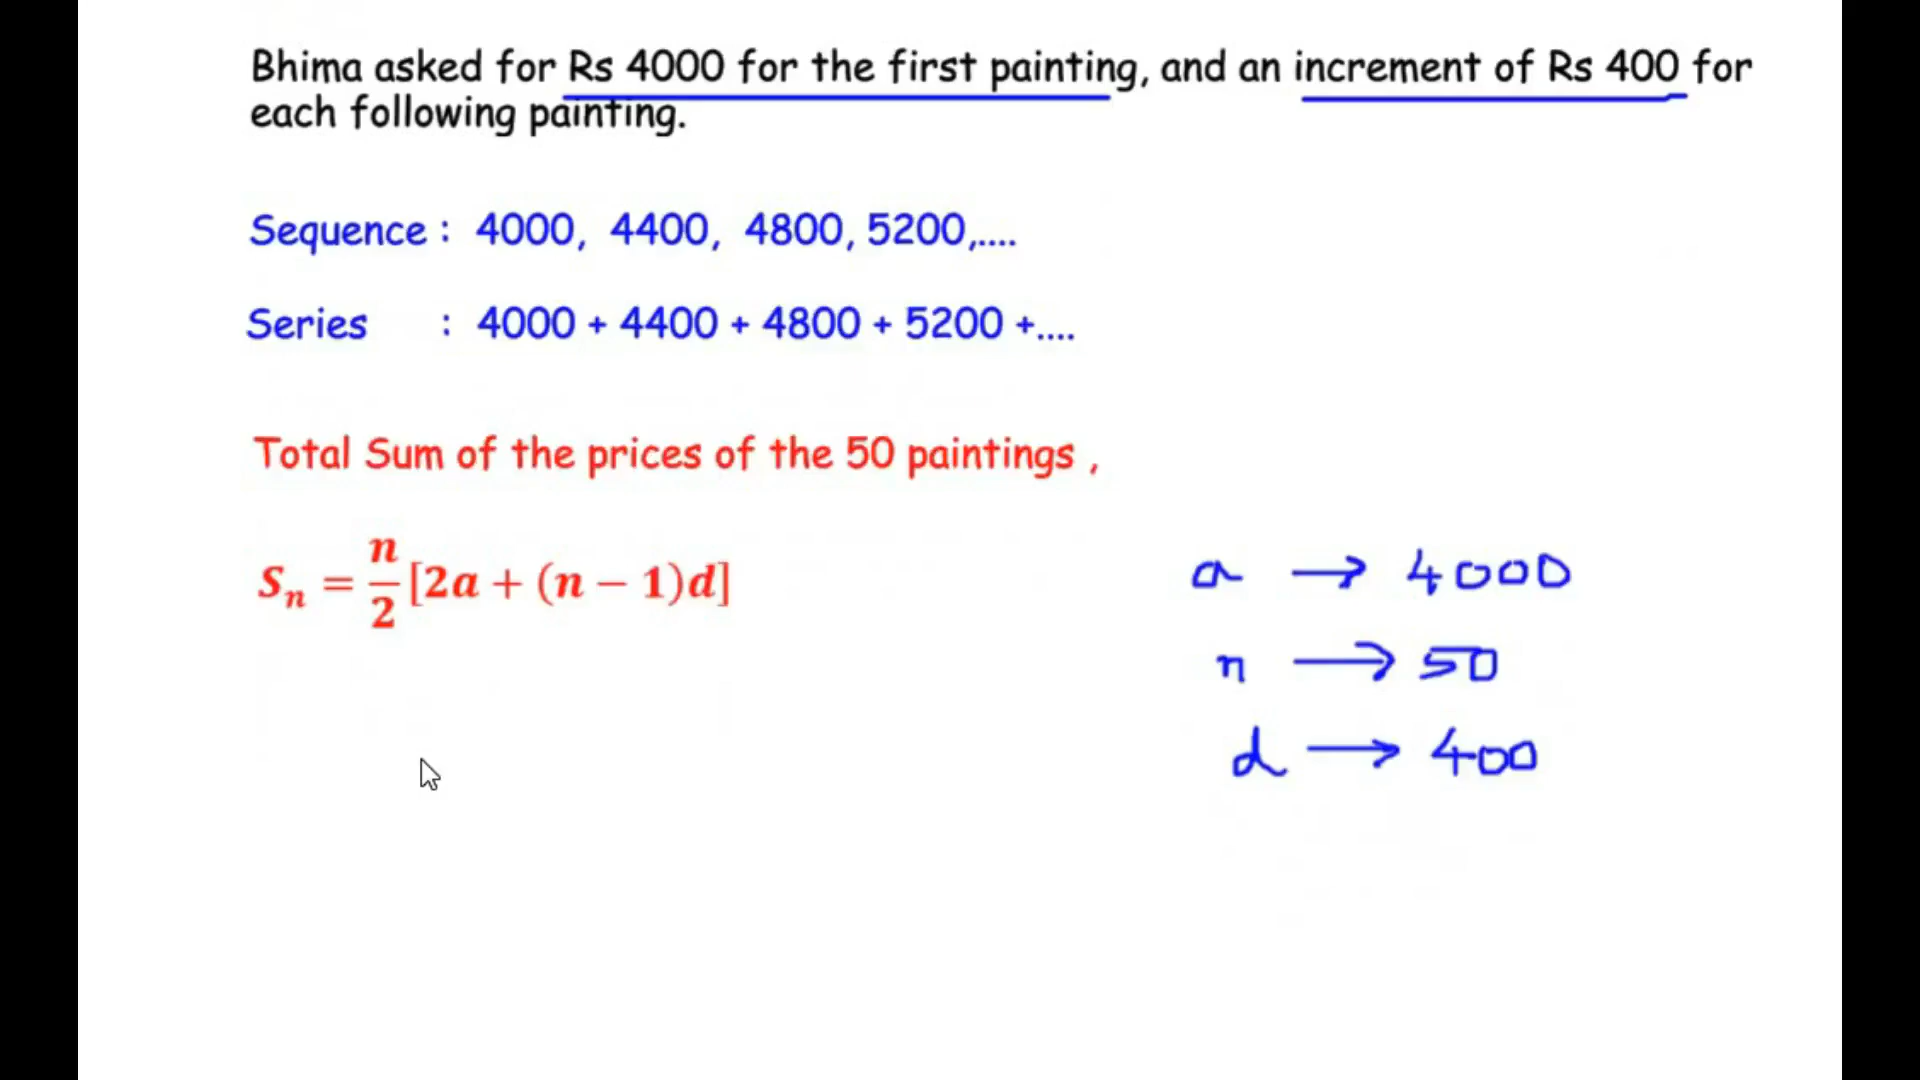 Bhima asked for Rs 4000 for the first painting, and an increment of Rs 400 for
each following painting.
Sequence : 4000, 4400, 4800, 5200,....
Series : 4000 + 4400 + 4800 + 5200 +....
Total Sum of the prices of the 50 paintings ,
Sₙ = n/2 [2a + (n − 1)d]
a → 4000
n → 50
d → 400